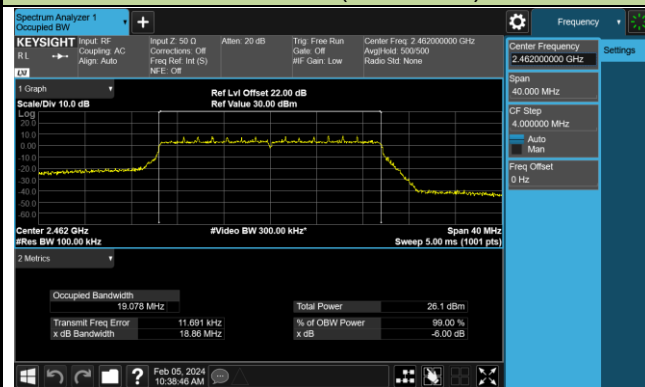 Spectrum Analyzer 1
Occupied BW
Frequency
KEYSIGHT
RL
LXI
Input: RF
Coupling: AC
Align: Auto
Input Z: 50 Ω
Corrections: Off
Freq Ref: Int (S)
NFE: Off
Atten: 20 dB
Trig: Free Run
Gate: Off
#IF Gain: Low
Center Freq: 2.462000000 GHz
Avg|Hold: 500/500
Radio Std: None
Center Frequency
2.462000000 GHz
Settings
Span
40.000 MHz
CF Step
4.000000 MHz
Auto
Man
Freq Offset
0 Hz
1 Graph
Scale/Div 10.0 dB
Ref Lvl Offset 22.00 dB
Ref Value 30.00 dBm
Log
20.0
10.0
0.00
-10.0
-20.0
-30.0
-40.0
-50.0
-60.0
Center 2.462 GHz
#Res BW 100.00 kHz
#Video BW 300.00 kHz*
Span 40 MHz
Sweep 5.00 ms (1001 pts)
2 Metrics
Occupied Bandwidth
19.078 MHz
Total Power 26.1 dBm
Transmit Freq Error 11.691 kHz
% of OBW Power 99.00 %
x dB Bandwidth 18.86 MHz
x dB -6.00 dB
?
Feb 05, 2024
10:38:46 AM